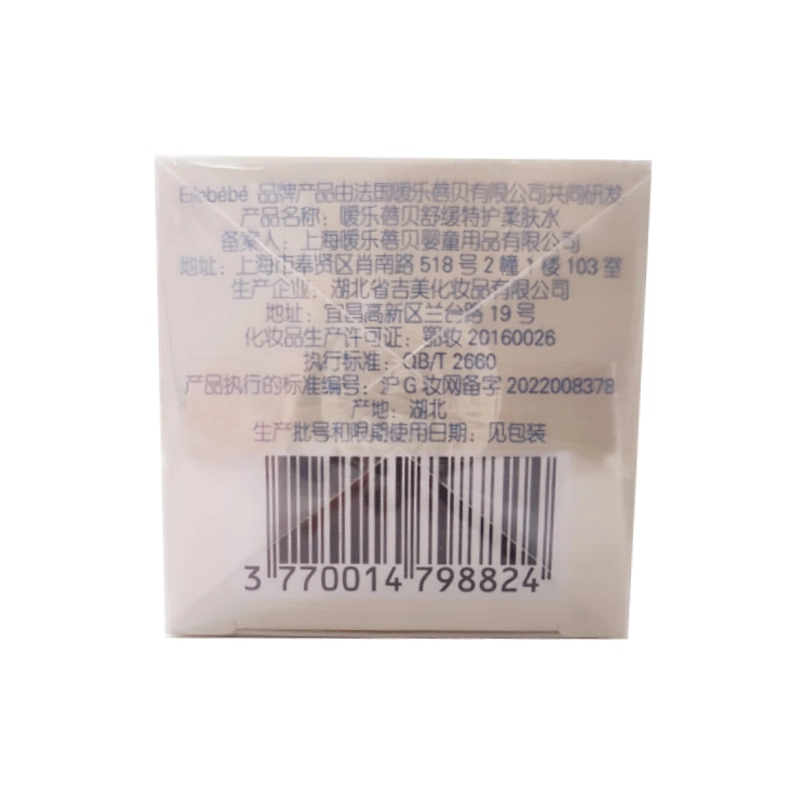 Biobébé 品牌产品由法国嗳乐蓓贝有限公司共同研发
产品名称：嗳乐蓓贝舒缓特护柔肤水
备案人：上海嗳乐蓓贝婴童用品有限公司
地址：上海市奉贤区肖南路 518 号 2 幢 1 楼 103 室
生产企业：湖北省吉美化妆品有限公司
地址：宜昌高新区兰台路 19 号
化妆品生产许可证：鄂妆 20160026
执行标准：QB/T 2660
产品执行的标准编号：沪 G 妆网备字 2022008378
产地：湖北
生产批号和限期使用日期：见包装
3 770014 798824